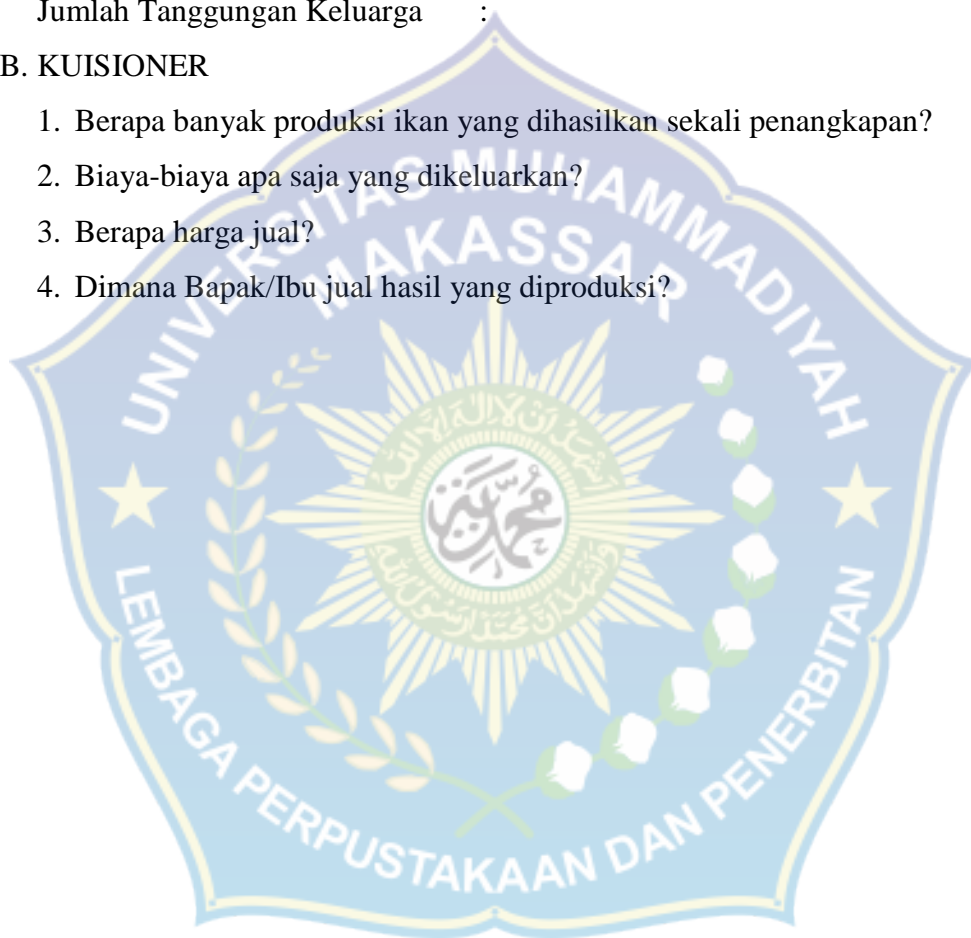 Jumlah Tanggungan Keluarga :
B. KUISIONER
1. Berapa banyak produksi ikan yang dihasilkan sekali penangkapan?
2. Biaya-biaya apa saja yang dikeluarkan?
3. Berapa harga jual?
4. Dimana Bapak/Ibu jual hasil yang diproduksi?
UNIVERSITAS MUHAMMADIYAH
MAKASSAR
LEMBAGA PERPUSTAKAAN DAN PENERBITAN